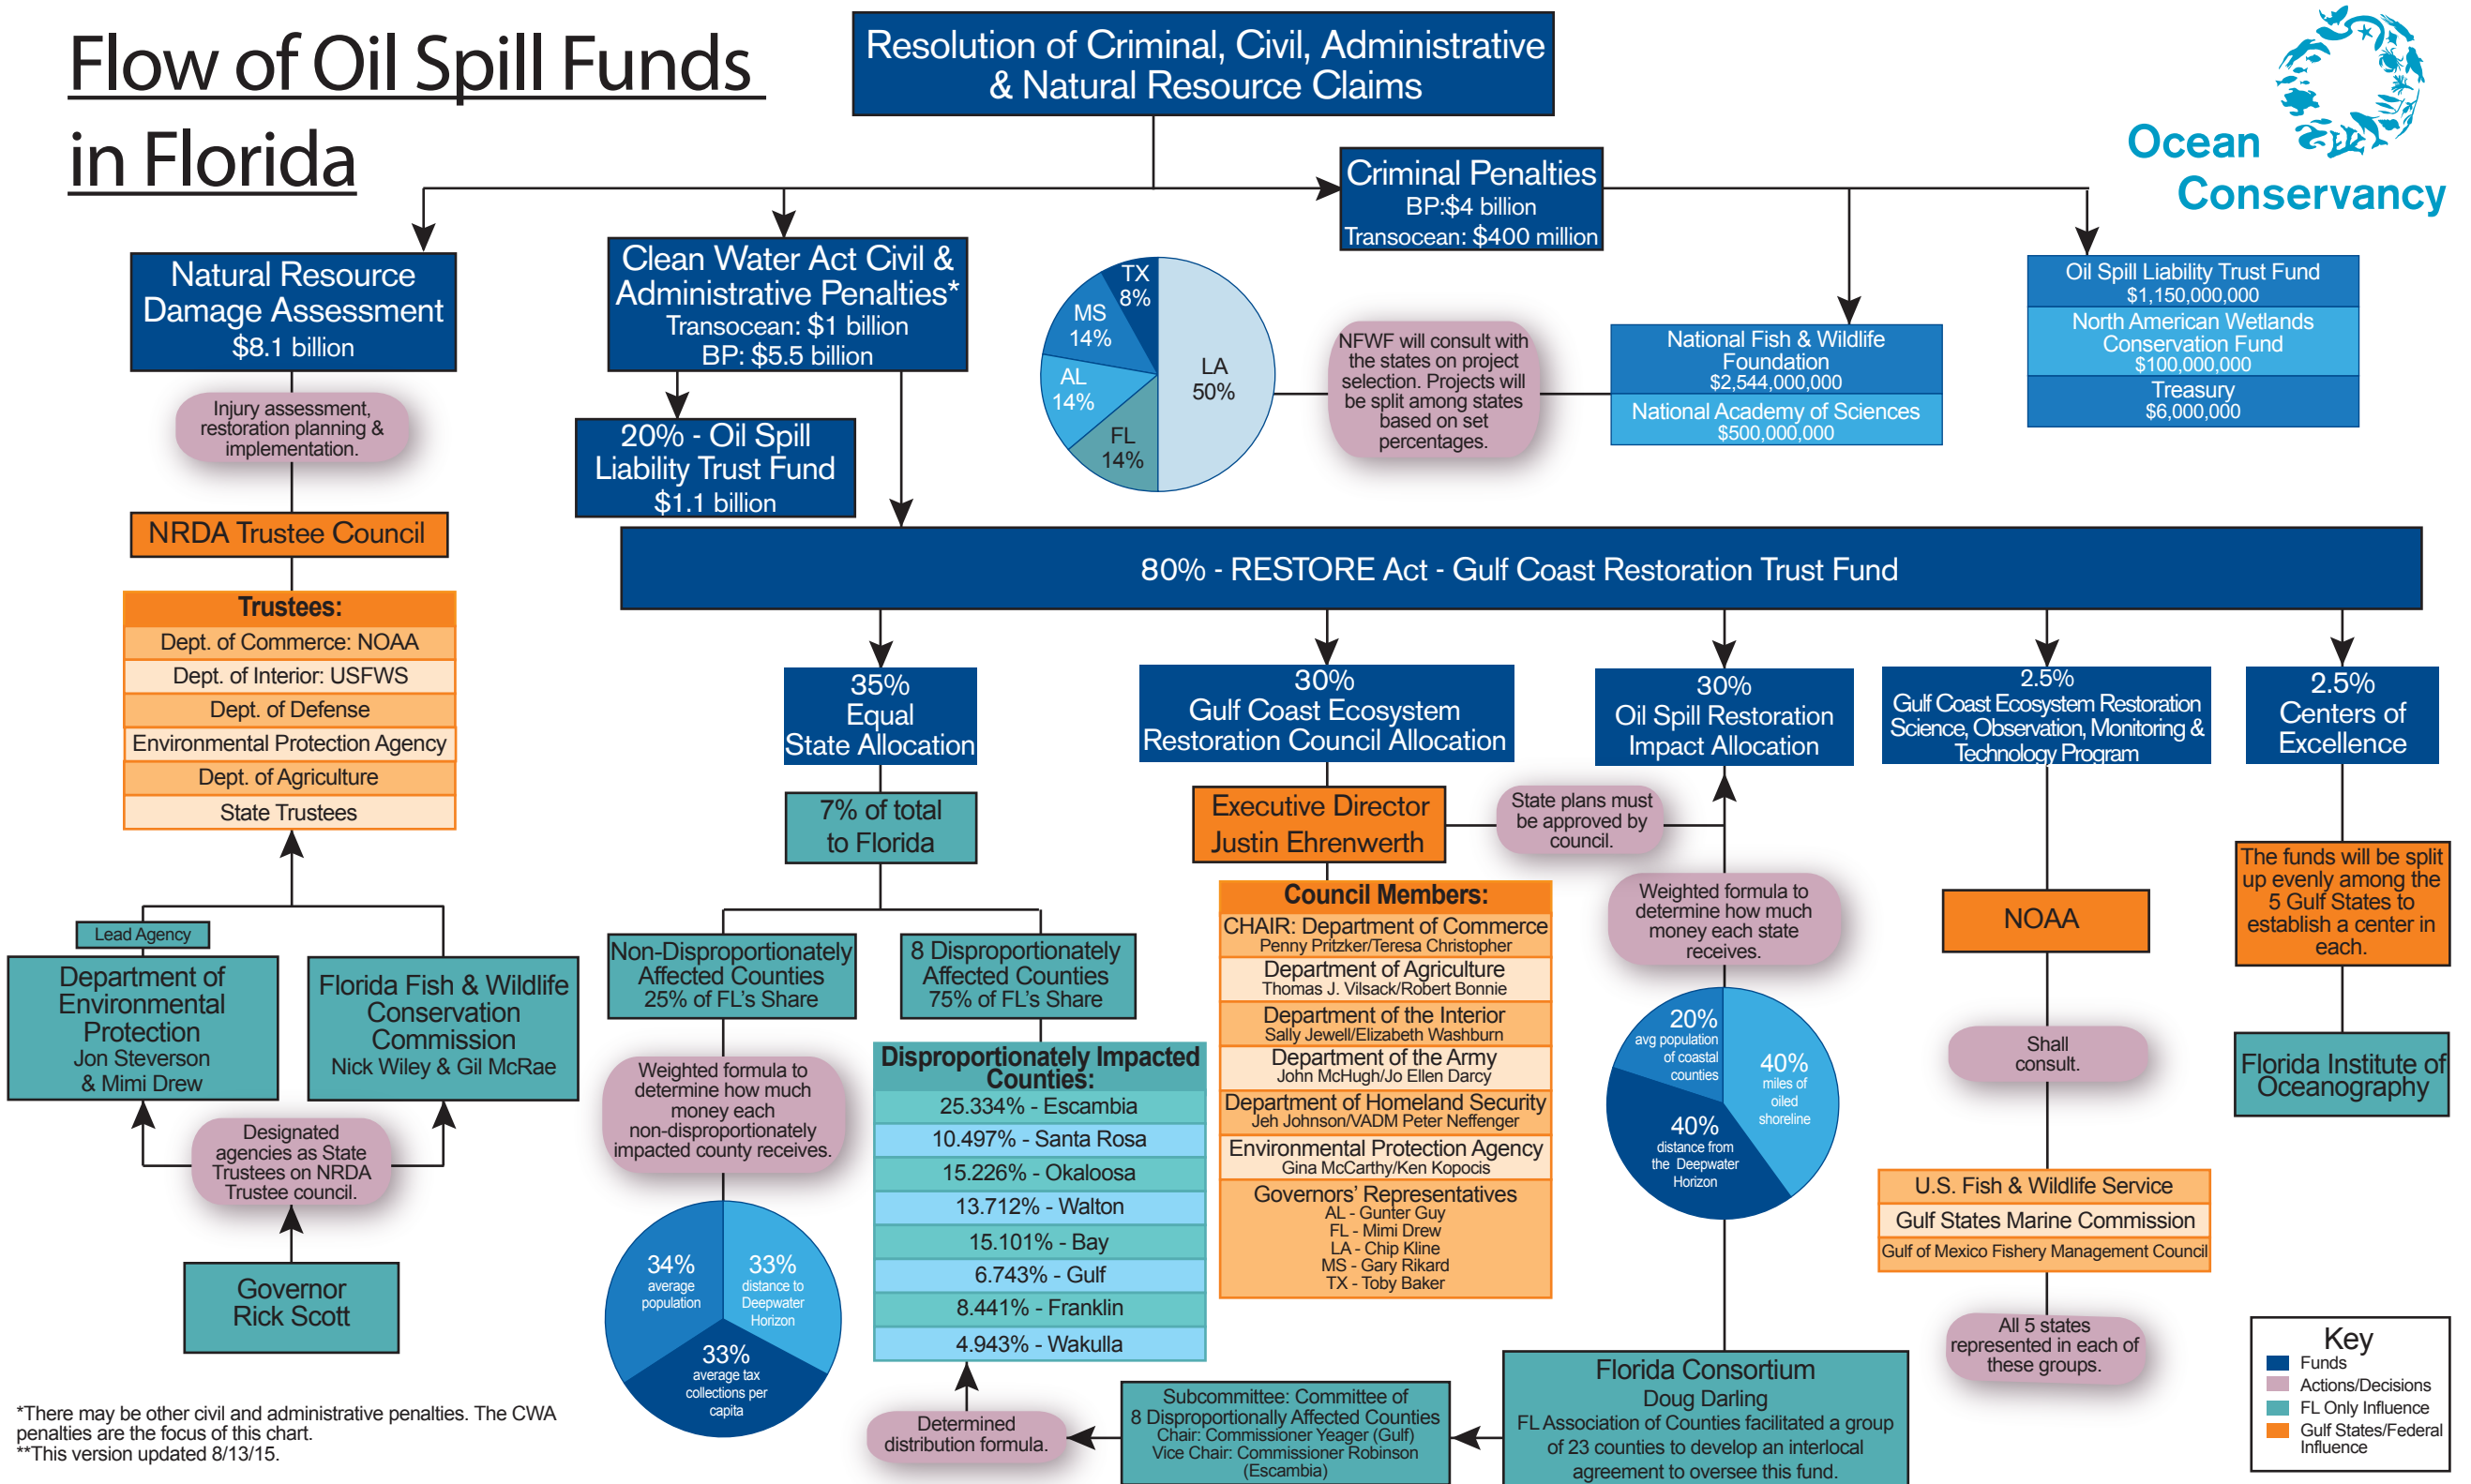 Flow of Oil Spill Funds
in Florida
Resolution of Criminal, Civil, Administrative
& Natural Resource Claims
Ocean
Conservancy
Criminal Penalties
BP:$4 billion
Transocean: $400 million
Natural Resource
Damage Assessment
$8.1 billion
Clean Water Act Civil &
Administrative Penalties*
Transocean: $1 billion
BP: $5.5 billion
TX
8%
MS
14%
AL
14%
FL
14%
LA
50%
NFWF will consult with
the states on project
selection. Projects will
be split among states
based on set
percentages.
National Fish & Wildlife
Foundation
$2,544,000,000
National Academy of Sciences
$500,000,000
Oil Spill Liability Trust Fund
$1,150,000,000
North American Wetlands
Conservation Fund
$100,000,000
Treasury
$6,000,000
Injury assessment,
restoration planning &
implementation.
20% - Oil Spill
Liability Trust Fund
$1.1 billion
NRDA Trustee Council
80% - RESTORE Act - Gulf Coast Restoration Trust Fund
Trustees:
Dept. of Commerce: NOAA
Dept. of Interior: USFWS
Dept. of Defense
Environmental Protection Agency
Dept. of Agriculture
State Trustees
Lead Agency
Department of
Environmental
Protection
Jon Steverson
& Mimi Drew
Florida Fish & Wildlife
Conservation
Commission
Nick Wiley & Gil McRae
Designated
agencies as State
Trustees on NRDA
Trustee council.
Governor
Rick Scott
35%
Equal
State Allocation
7% of total
to Florida
Non-Disproportionately
Affected Counties
25% of FL's Share
8 Disproportionately
Affected Counties
75% of FL's Share
Weighted formula to
determine how much
money each
non-disproportionately
impacted county receives.
34%
average
population
33%
distance to
Deepwater
Horizon
33%
average tax
collections per
capita
Disproportionately Impacted
Counties:
25.334% - Escambia
10.497% - Santa Rosa
15.226% - Okaloosa
13.712% - Walton
15.101% - Bay
6.743% - Gulf
8.441% - Franklin
4.943% - Wakulla
Determined
distribution formula.
30%
Gulf Coast Ecosystem
Restoration Council Allocation
Executive Director
Justin Ehrenwerth
State plans must
be approved by
council.
Council Members:
CHAIR: Department of Commerce
Penny Pritzker/Teresa Christopher
Department of Agriculture
Thomas J. Vilsack/Robert Bonnie
Department of the Interior
Sally Jewell/Elizabeth Washburn
Department of the Army
John McHugh/Jo Ellen Darcy
Department of Homeland Security
Jeh Johnson/VADM Peter Neffenger
Environmental Protection Agency
Gina McCarthy/Ken Kopocis
Governors' Representatives
AL - Gunter Guy
FL - Mimi Drew
LA - Chip Kline
MS - Gary Rikard
TX - Toby Baker
30%
Oil Spill Restoration
Impact Allocation
Weighted formula to
determine how much
money each state
receives.
20%
avg population
of coastal
counties
40%
miles of
oiled
shoreline
40%
distance from
the Deepwater
Horizon
Subcommittee: Committee of
8 Disproportionally Affected Counties
Chair: Commissioner Yeager (Gulf)
Vice Chair: Commissioner Robinson
(Escambia)
Florida Consortium
Doug Darling
FL Association of Counties facilitated a group
of 23 counties to develop an interlocal
agreement to oversee this fund.
2.5%
Gulf Coast Ecosystem Restoration
Science, Observation, Monitoring &
Technology Program
NOAA
Shall
consult.
U.S. Fish & Wildlife Service
Gulf States Marine Commission
Gulf of Mexico Fishery Management Council
All 5 states
represented in each of
these groups.
2.5%
Centers of
Excellence
The funds will be split
up evenly among the
5 Gulf States to
establish a center in
each.
Florida Institute of
Oceanography
Key
Funds
Actions/Decisions
FL Only Influence
Gulf States/Federal
Influence
*There may be other civil and administrative penalties. The CWA
penalties are the focus of this chart.
**This version updated 8/13/15.